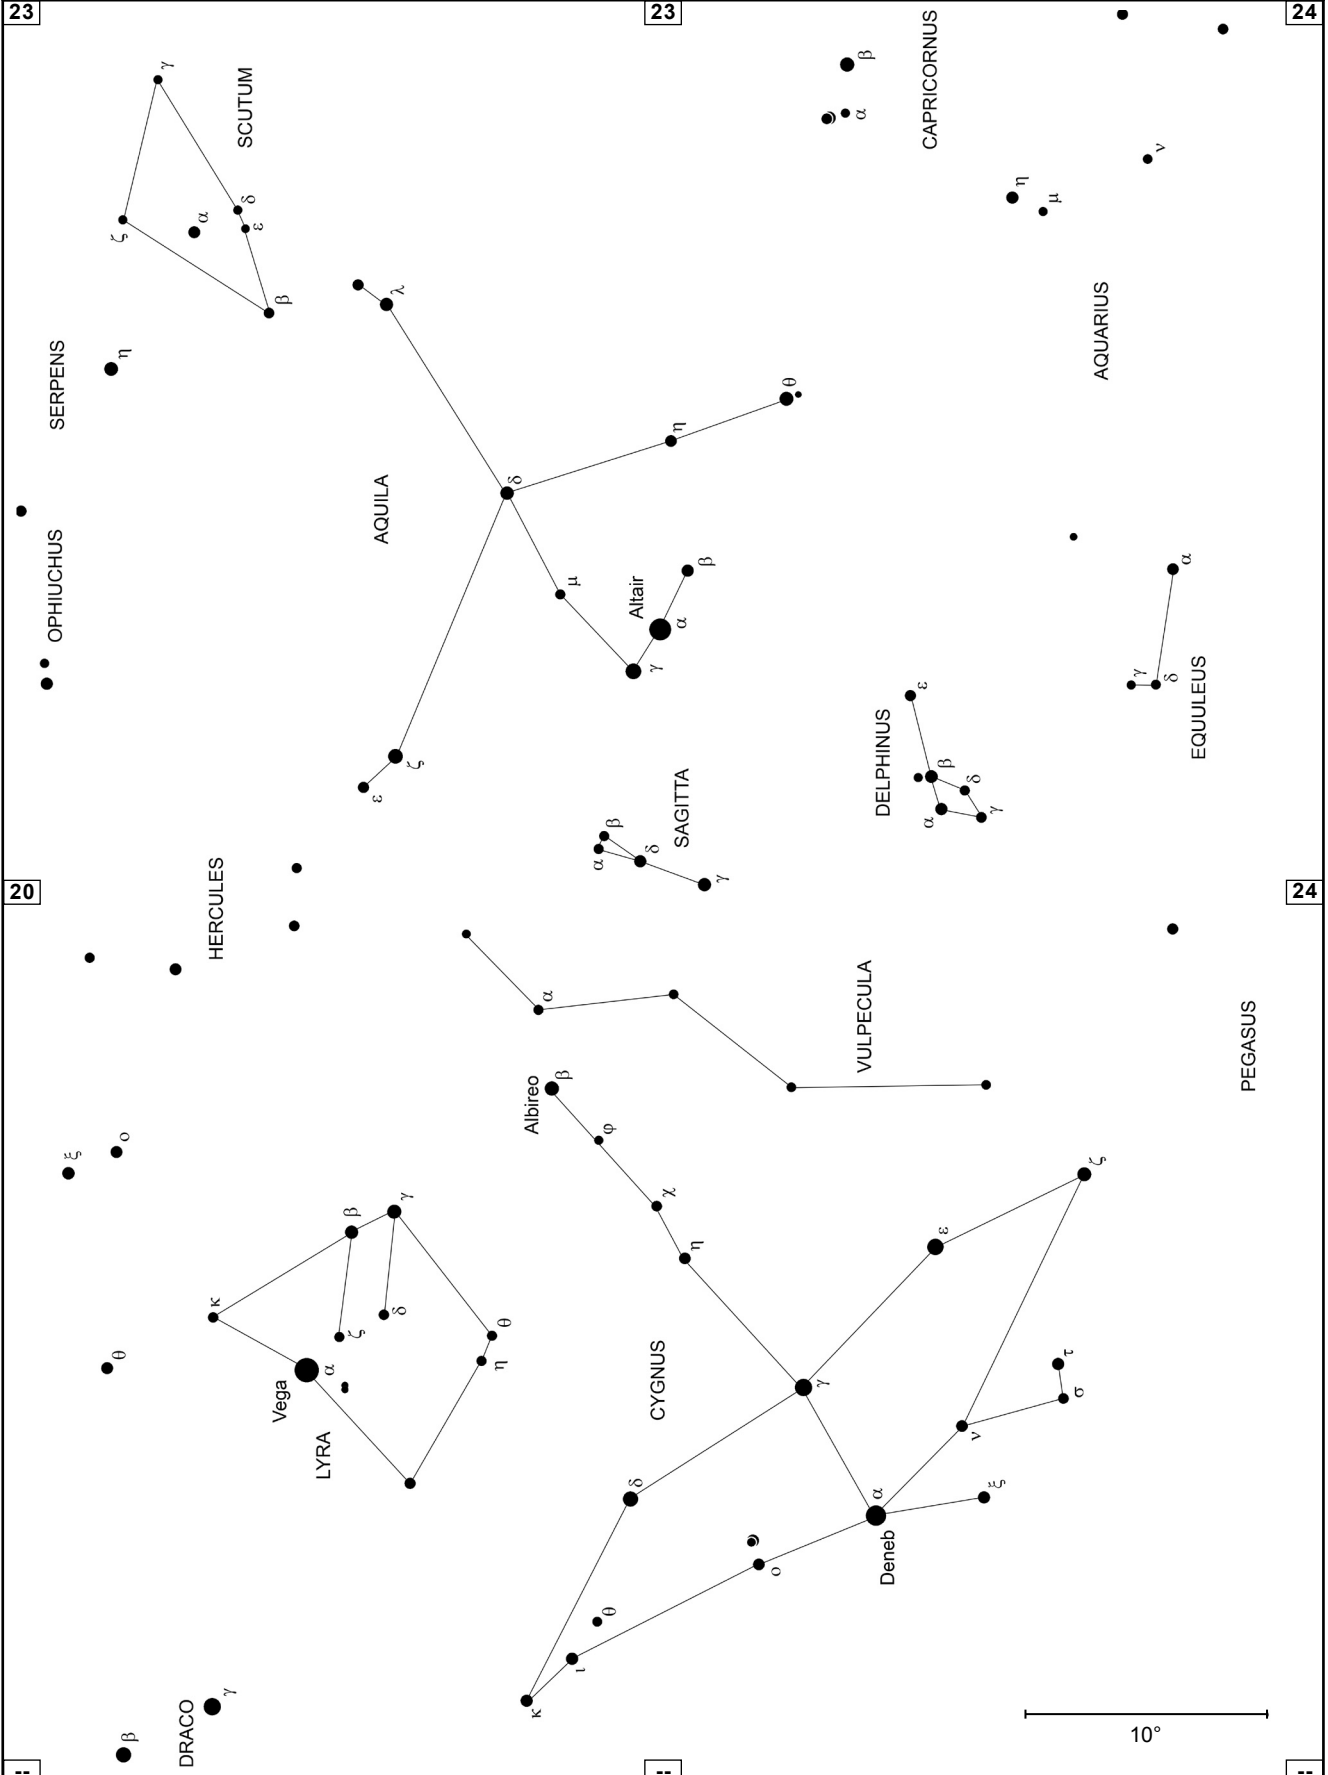 23
23
24
γ
SCUTUM
ζ
α
δ
ε
β
β
α
CAPRICORNUS
ν
η
μ
SERPENS
η
λ
θ
AQUARIUS
OPHIUCHUS
AQUILA
δ
η
μ
Altair
β
α
γ
α
γ
δ
EQUULEUS
ε
ζ
ε
DELPHINUS
β
δ
α
γ
SAGITTA
β
α
δ
γ
20
24
HERCULES
α
VULPECULA
PEGASUS
Albireo
β
φ
χ
η
ξ
ο
β
γ
κ
ζ
δ
θ
η
θ
Vega
α
LYRA
CYGNUS
ε
ζ
γ
τ
σ
ν
ξ
δ
α
Deneb
ο
θ
ι
κ
DRACO
γ
β
10°
--
--
--